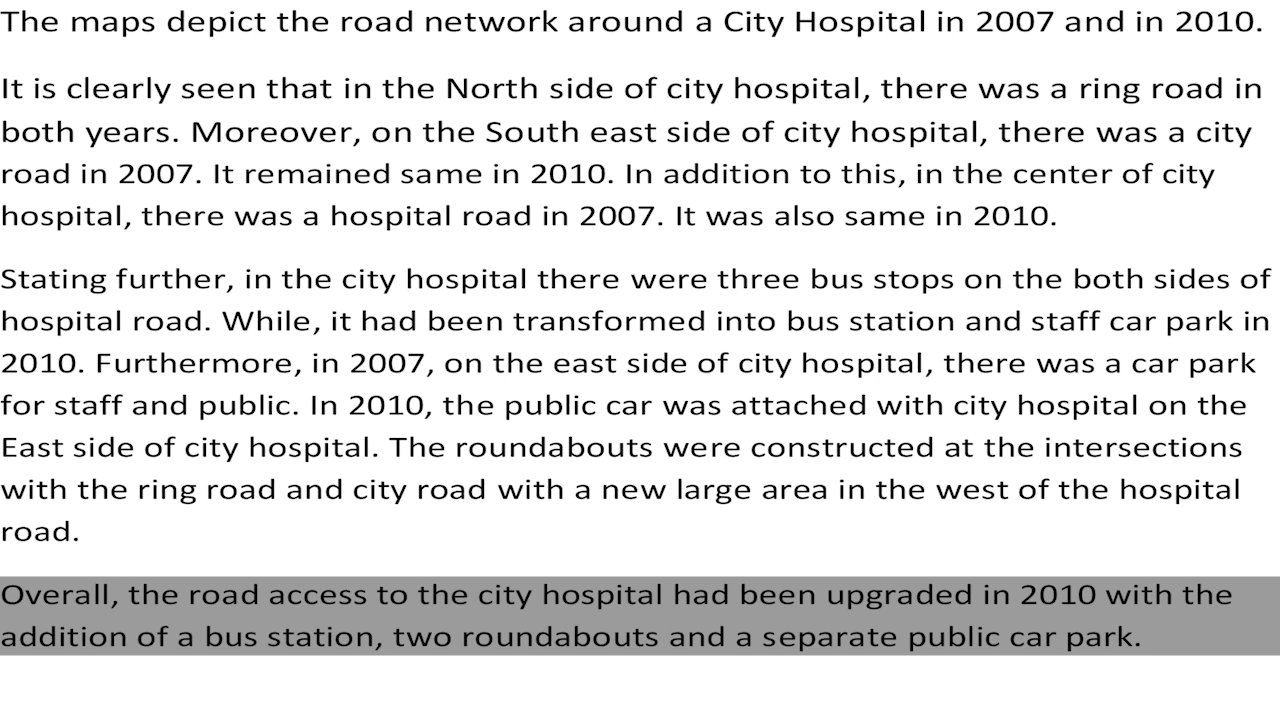 The maps depict the road network around a City Hospital in 2007 and in 2010.
It is clearly seen that in the North side of city hospital, there was a ring road in
both years. Moreover, on the South east side of city hospital, there was a city
road in 2007. It remained same in 2010. In addition to this, in the center of city
hospital, there was a hospital road in 2007. It was also same in 2010.
Stating further, in the city hospital there were three bus stops on the both sides of
hospital road. While, it had been transformed into bus station and staff car park in
2010. Furthermore, in 2007, on the east side of city hospital, there was a car park
for staff and public. In 2010, the public car was attached with city hospital on the
East side of city hospital. The roundabouts were constructed at the intersections
with the ring road and city road with a new large area in the west of the hospital
road.
Overall, the road access to the city hospital had been upgraded in 2010 with the
addition of a bus station, two roundabouts and a separate public car park.